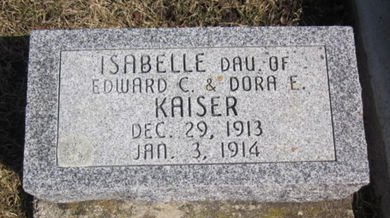 ISABELLE DAU. OF
EDWARD C. & DORA E.
KAISER
DEC. 29, 1913
JAN. 3, 1914